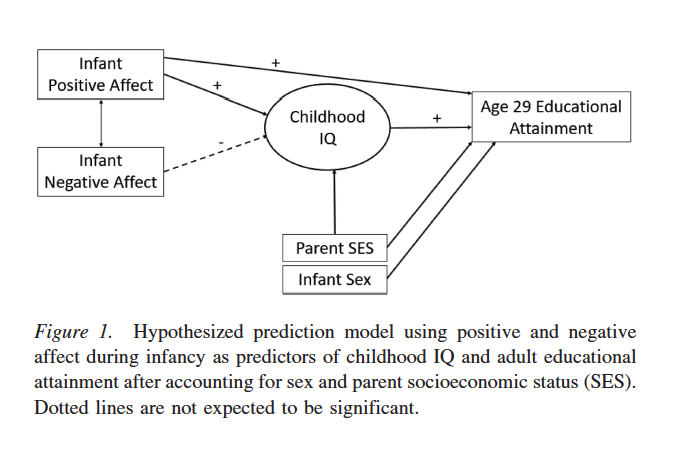 Infant
Positive Affect
+
+
Childhood
IQ
+
Age 29 Educational
Attainment
-
Infant
Negative Affect
Parent SES
Infant Sex
Figure 1. Hypothesized prediction model using positive and negative
affect during infancy as predictors of childhood IQ and adult educational
attainment after accounting for sex and parent socioeconomic status (SES).
Dotted lines are not expected to be significant.